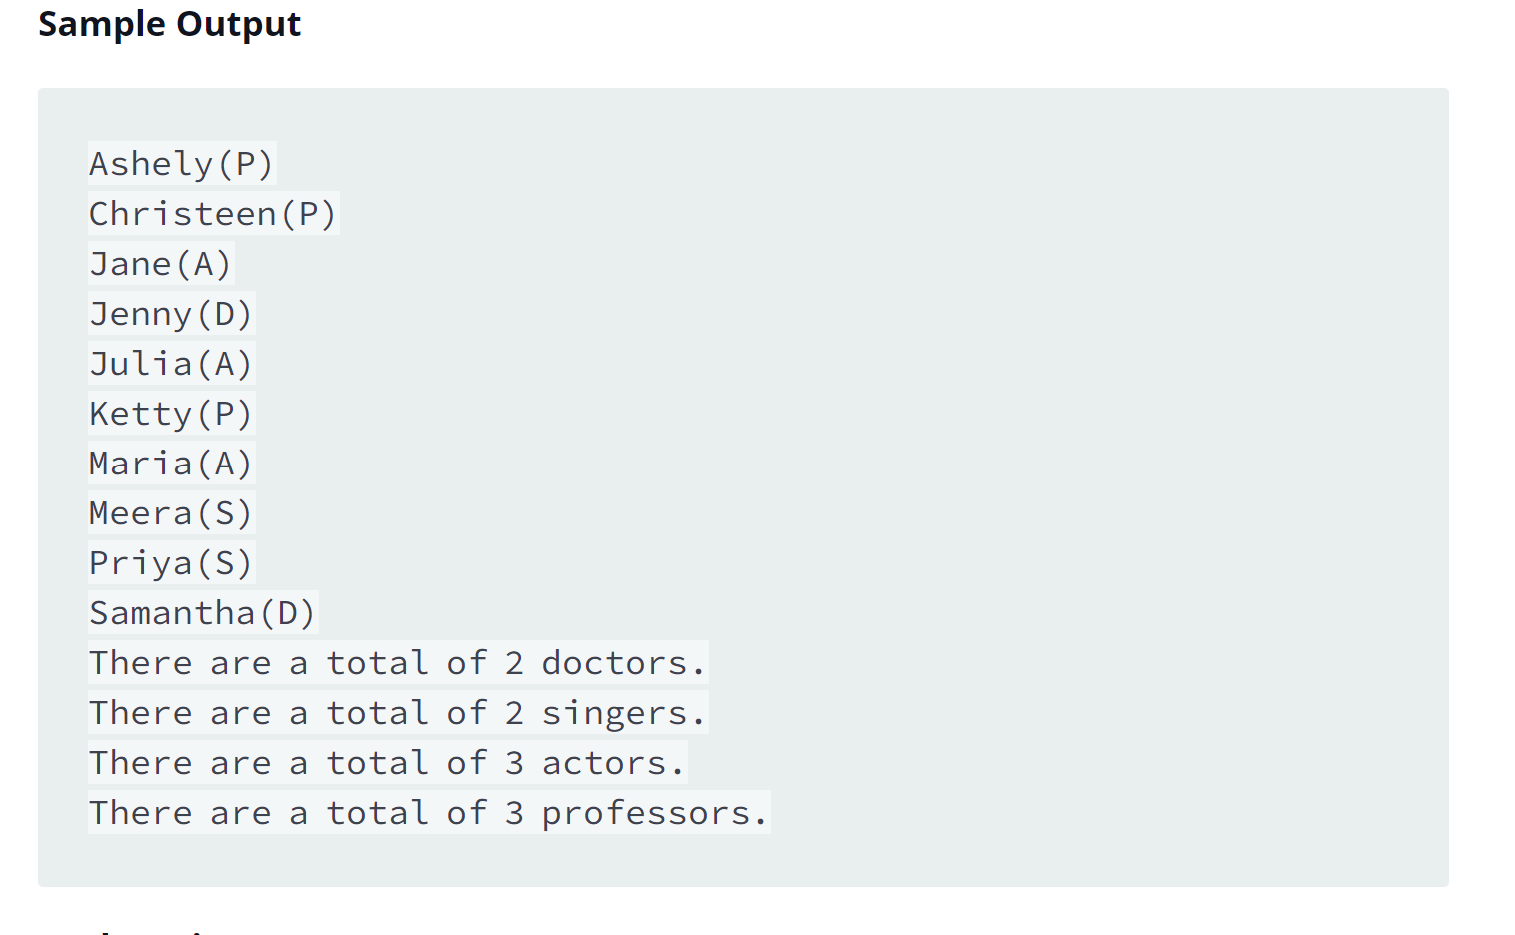 Sample Output
Ashely(P)
Christeen(P)
Jane(A)
Jenny(D)
Julia(A)
Ketty(P)
Maria(A)
Meera(S)
Priya(S)
Samantha(D)
There are a total of 2 doctors.
There are a total of 2 singers.
There are a total of 3 actors.
There are a total of 3 professors.